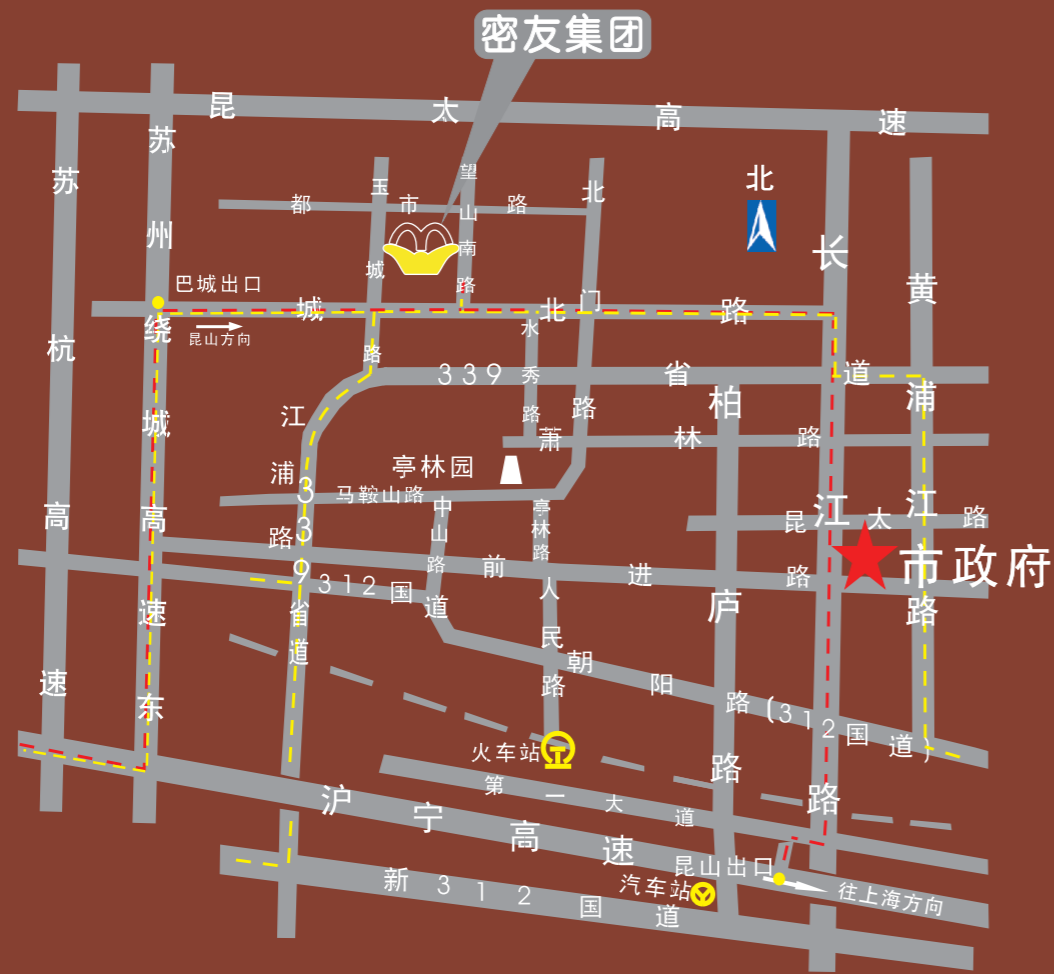 密友集团
昆太高速
苏杭高速
苏州绕城高速东
玉城路
望山南路
都市路
北门路
北
长江路
黄浦江路
巴城出口
昆山方向
城北路
水秀路
339省道
柏庐路
萧林路
江浦路
339省道
亭林园
马鞍山路
中山路
亭林路
昆太路
市政府
前进路
312国道
人民路
朝阳路(312国道)
火车站
第一大道
沪宁高速
昆山出口
汽车站
往上海方向
新312国道